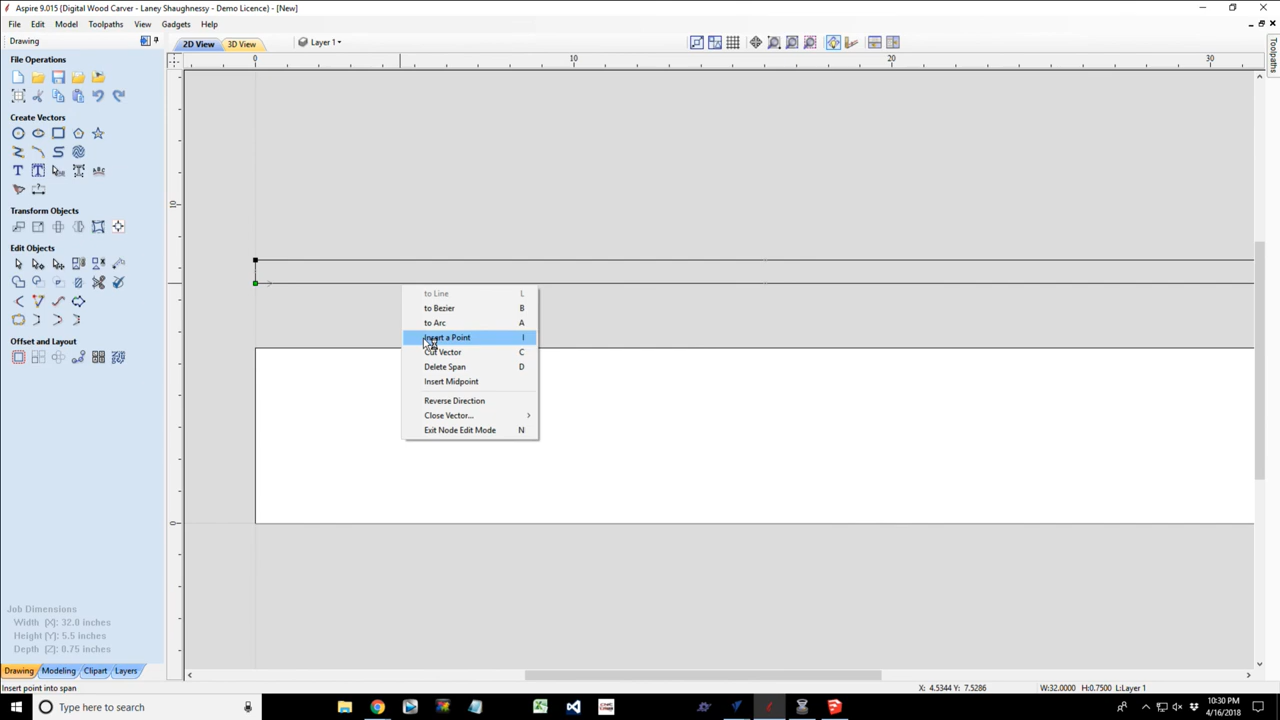 Aspire 9.015 (Digital Wood Carver - Laney Shaughnessy - Demo Licence) - [New]
File Edit Model Toolpaths View Gadgets Help
Drawing
2D View 3D View Layer 1
Toolpaths
File Operations
0 10 20 30
Create Vectors
Transform Objects
10
Edit Objects
to Line L
to Bezier B
to Arc A
Insert a Point I
Offset and Layout
Cut Vector C
Delete Span D
Insert Midpoint
Reverse Direction
Close Vector...
Exit Node Edit Mode N
0
Job Dimensions
Width (X): 32.0 inches
Height (Y): 5.5 inches
Depth (Z): 0.75 inches
Drawing Modeling Clipart Layers
Insert point into span X: 4.5344 Y: 7.5286 W:32.0000 H:0.7500 L:Layer 1
Type here to search
10:30 PM
4/16/2018